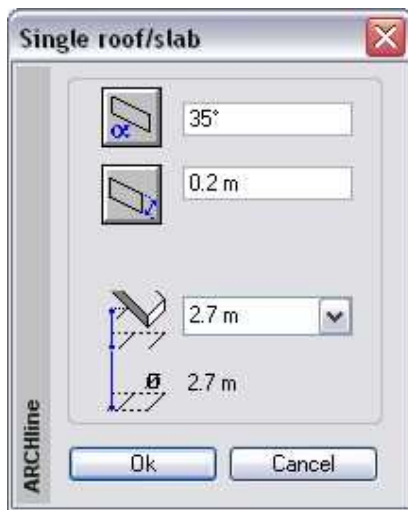 Single roof/slab
α
35°
0.2 m
2.7 m
Ø 2.7 m
ARCHline
Ok
Cancel